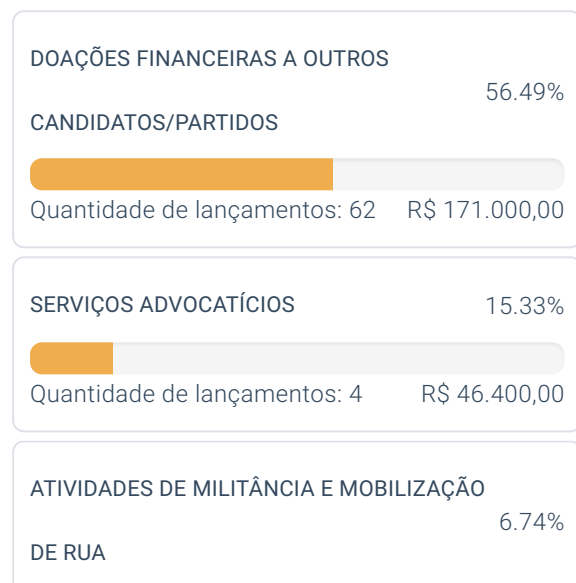 DOAÇÕES FINANCEIRAS A OUTROS
56.49%
CANDIDATOS/PARTIDOS
Quantidade de lançamentos: 62 R$ 171.000,00
SERVIÇOS ADVOCATÍCIOS 15.33%
Quantidade de lançamentos: 4 R$ 46.400,00
ATIVIDADES DE MILITÂNCIA E MOBILIZAÇÃO
6.74%
DE RUA